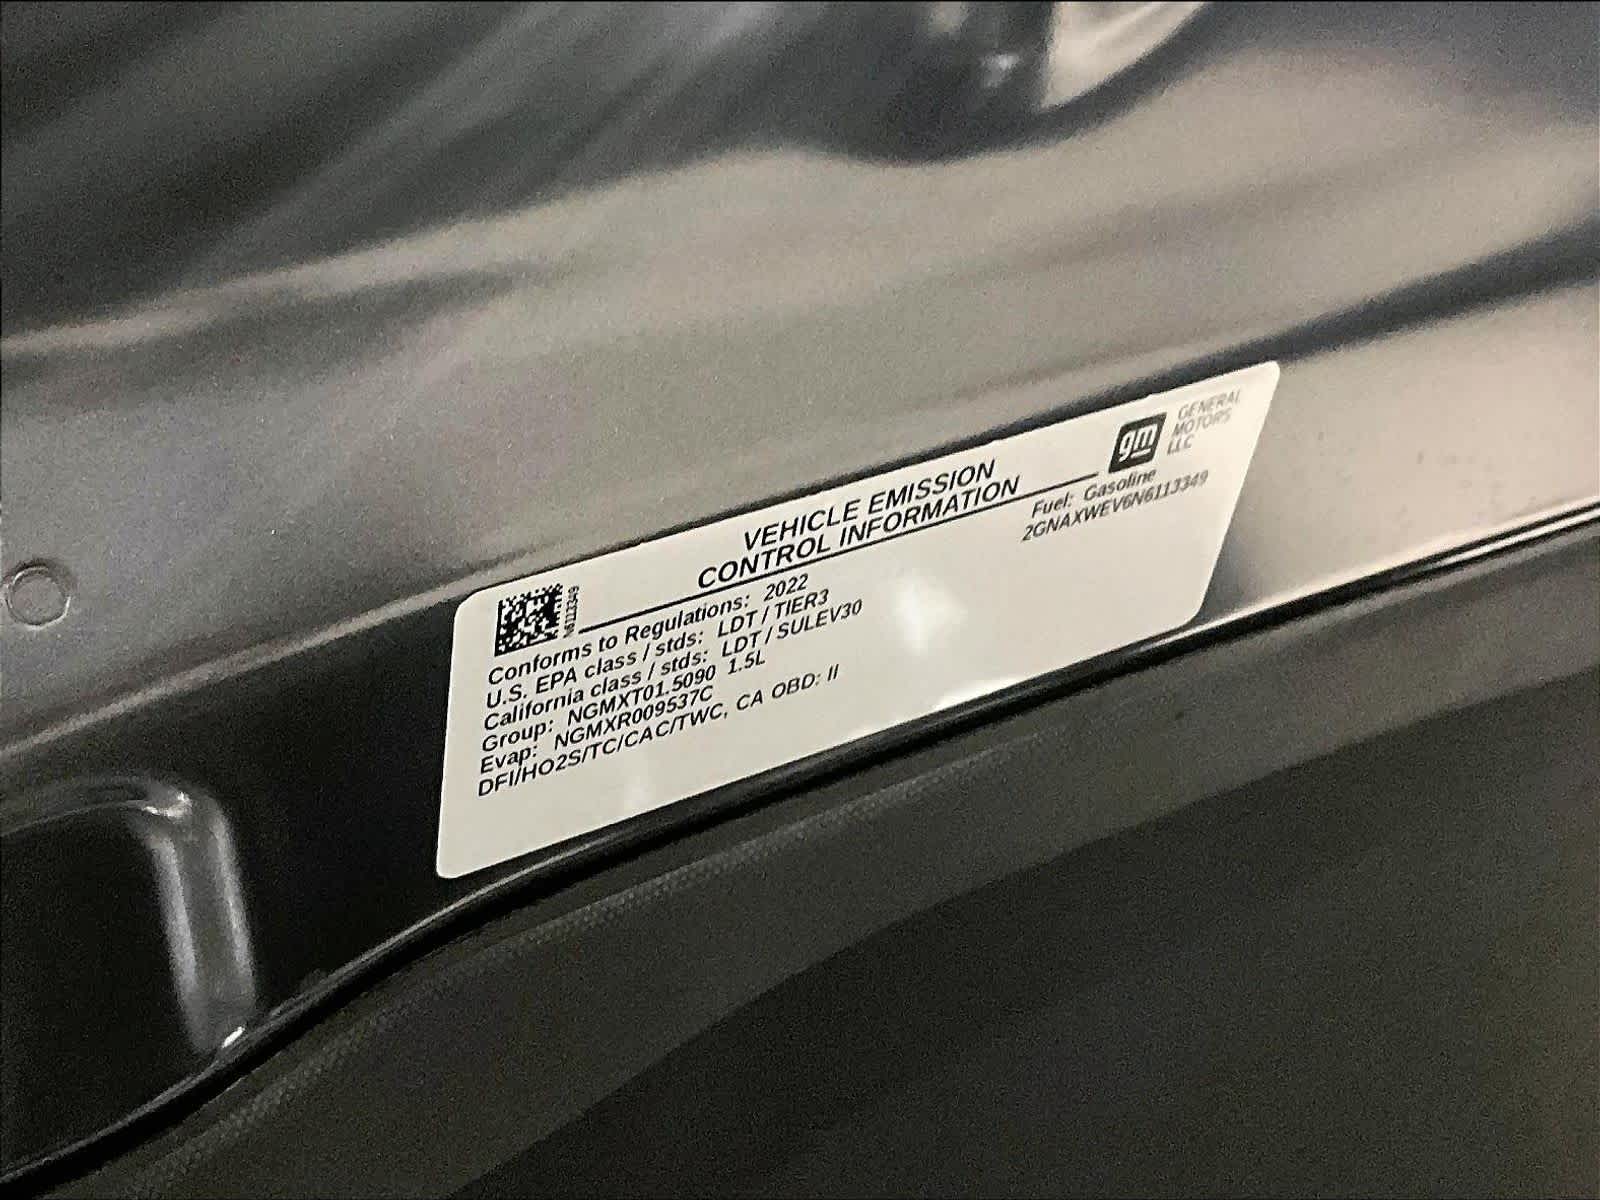 VEHICLE EMISSION
CONTROL INFORMATION
gm
GENERAL
MOTORS
LLC
Fuel: Gasoline
2GNAXWEV6N6113349
N6113349
Conforms to Regulations: 2022
U.S. EPA class / stds: LDT / TIER3
California class / stds: LDT / SULEV30
Group: NGMXT01.5090 1.5L
Evap: NGMXR009537C
DFI/HO2S/TC/CAC/TWC, CA OBD: II